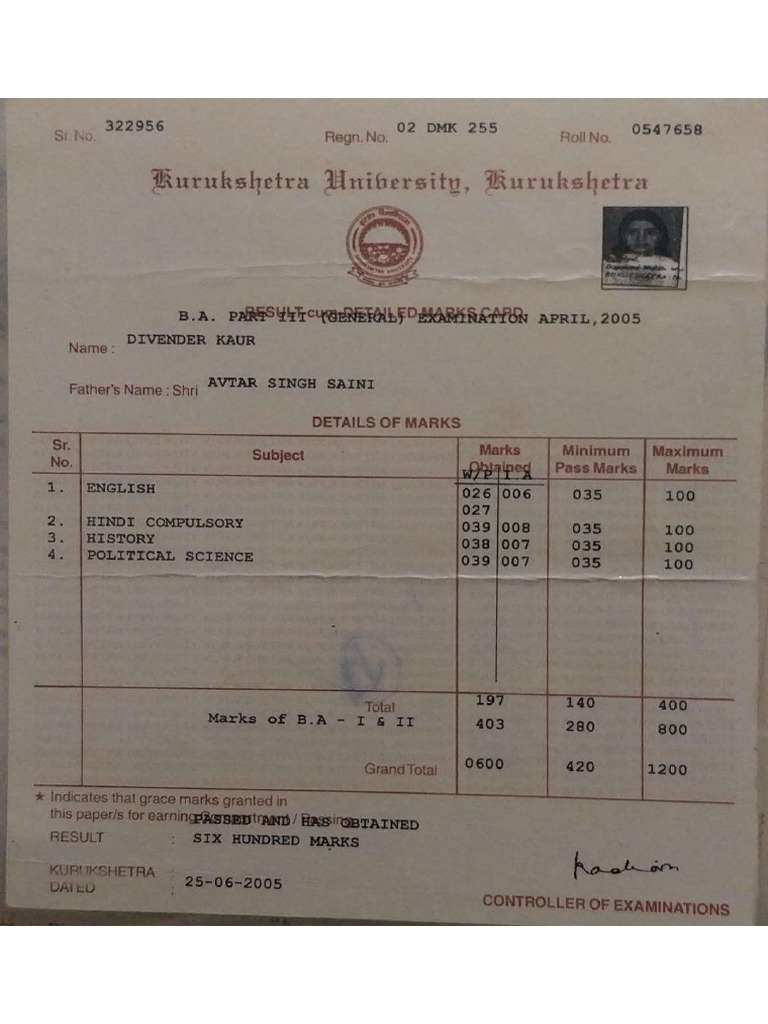 Sr. No. 322956 Regn. No. 02 DMK 255 Roll No. 0547658
Kurukshetra University, Kurukshetra
RESULT cum DETAILED MARKS CARD
B.A. PART III (GENERAL) EXAMINATION APRIL,2005
Name : DIVENDER KAUR
Father's Name : Shri AVTAR SINGH SAINI
DETAILS OF MARKS
Sr. No. Subject Marks Obtained Minimum Pass Marks Maximum Marks
W/P I.A
1. ENGLISH 026 006 035 100
027
2. HINDI COMPULSORY 039 008 035 100
3. HISTORY 038 007 035 100
4. POLITICAL SCIENCE 039 007 035 100
Total 197 140 400
Marks of B.A - I & II 403 280 800
Grand Total 0600 420 1200
★ Indicates that grace marks granted in
this paper/s for earning / Passing
PASSED AND HAS OBTAINED
RESULT : SIX HUNDRED MARKS
KURUKSHETRA :
DATED : 25-06-2005
CONTROLLER OF EXAMINATIONS